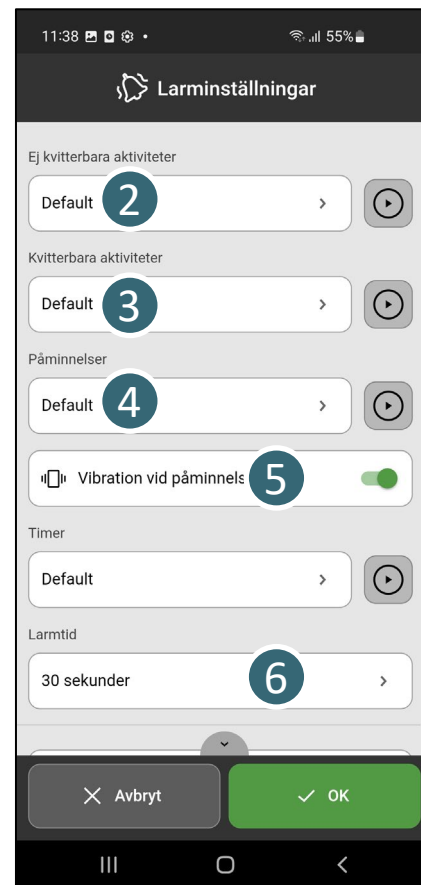 11:38 55%
Larminställningar
Ej kvitterbara aktiviteter
Default 2
Kvitterbara aktiviteter
Default 3
Påminnelser
Default 4
Vibration vid påminnels 5
Timer
Default
Larmtid
30 sekunder 6
Avbryt OK